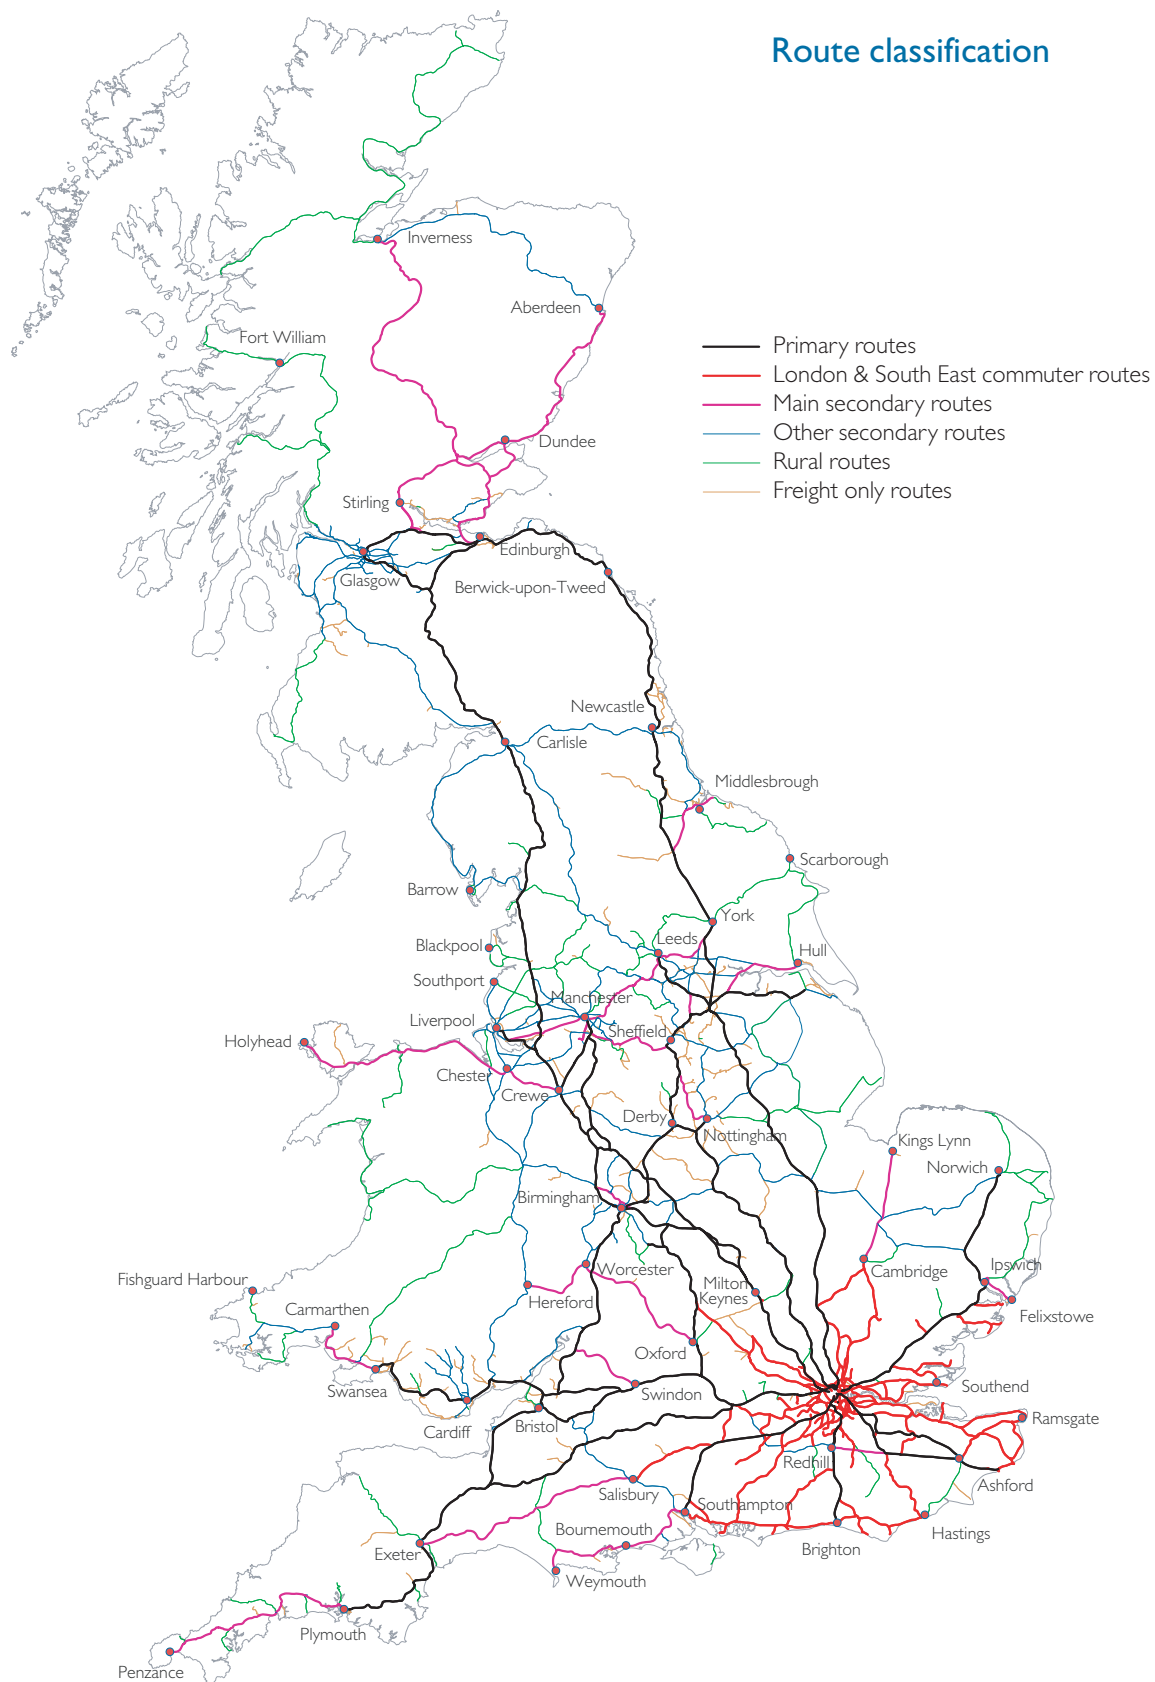 Route classification
Inverness
Aberdeen
Fort William
Primary routes
London & South East commuter routes
Main secondary routes
Other secondary routes
Rural routes
Freight only routes
Dundee
Stirling
Edinburgh
Glasgow
Berwick-upon-Tweed
Newcastle
Carlisle
Middlesbrough
Scarborough
Barrow
York
Leeds
Blackpool
Hull
Southport
Manchester
Liverpool
Sheffield
Holyhead
Chester
Crewe
Derby
Nottingham
Kings Lynn
Norwich
Birmingham
Worcester
Cambridge
Ipswich
Fishguard Harbour
Milton
Keynes
Hereford
Carmarthen
Felixstowe
Oxford
Swansea
Swindon
Southend
Ramsgate
Cardiff
Bristol
Redhill
Ashford
Salisbury
Southampton
Bournemouth
Hastings
Exeter
Brighton
Weymouth
Plymouth
Penzance